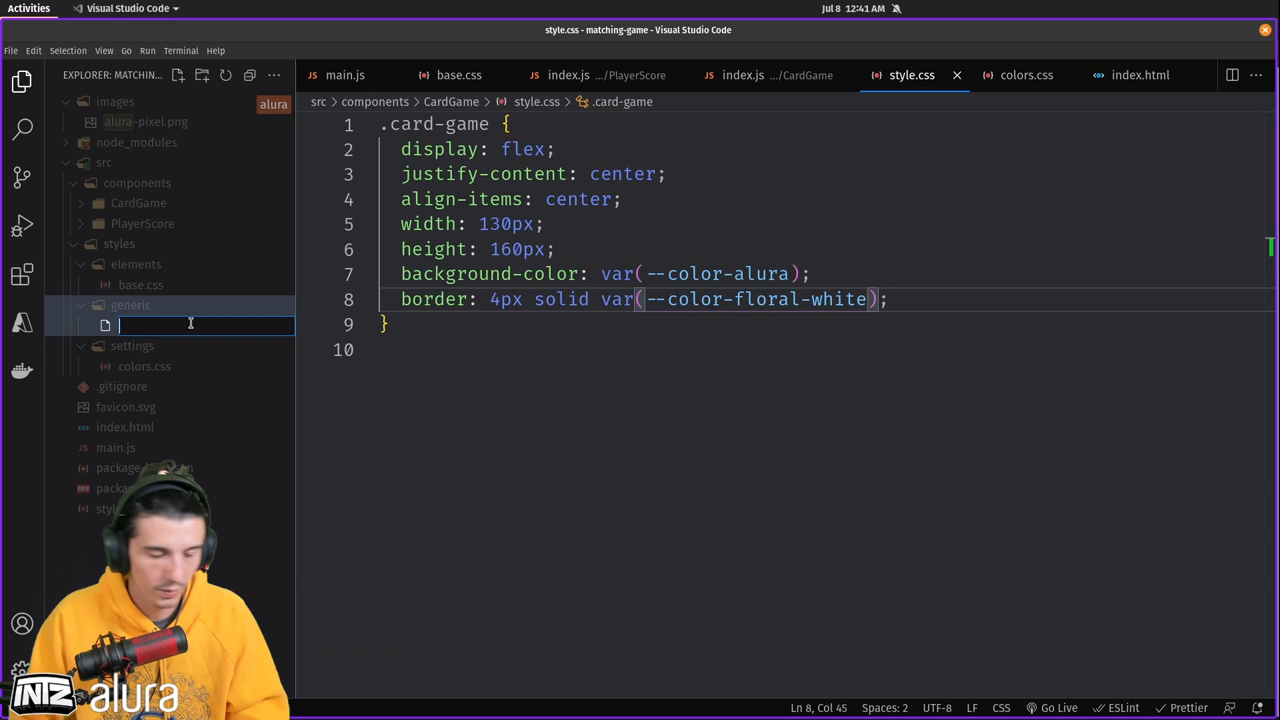 Activities
Visual Studio Code
Jul 8 12:41 AM
style.css - matching-game - Visual Studio Code
File Edit Selection View Go Run Terminal Help
EXPLORER: MATCHIN...
main.js
base.css
index.js .../PlayerScore
index.js .../CardGame
style.css
colors.css
index.html
src > components > CardGame > style.css > .card-game
images
alura
alura-pixel.png
node_modules
src
components
CardGame
PlayerScore
styles
elements
base.css
generic
settings
colors.css
.gitignore
favicon.svg
index.html
main.js
1 .card-game {
2 display: flex;
3 justify-content: center;
4 align-items: center;
5 width: 130px;
6 height: 160px;
7 background-color: var(--color-alura);
8 border: 4px solid var(--color-floral-white);
9 }
10
INTZ alura
Ln 8, Col 45 Spaces: 2 UTF-8 LF CSS Go Live ESLint Prettier